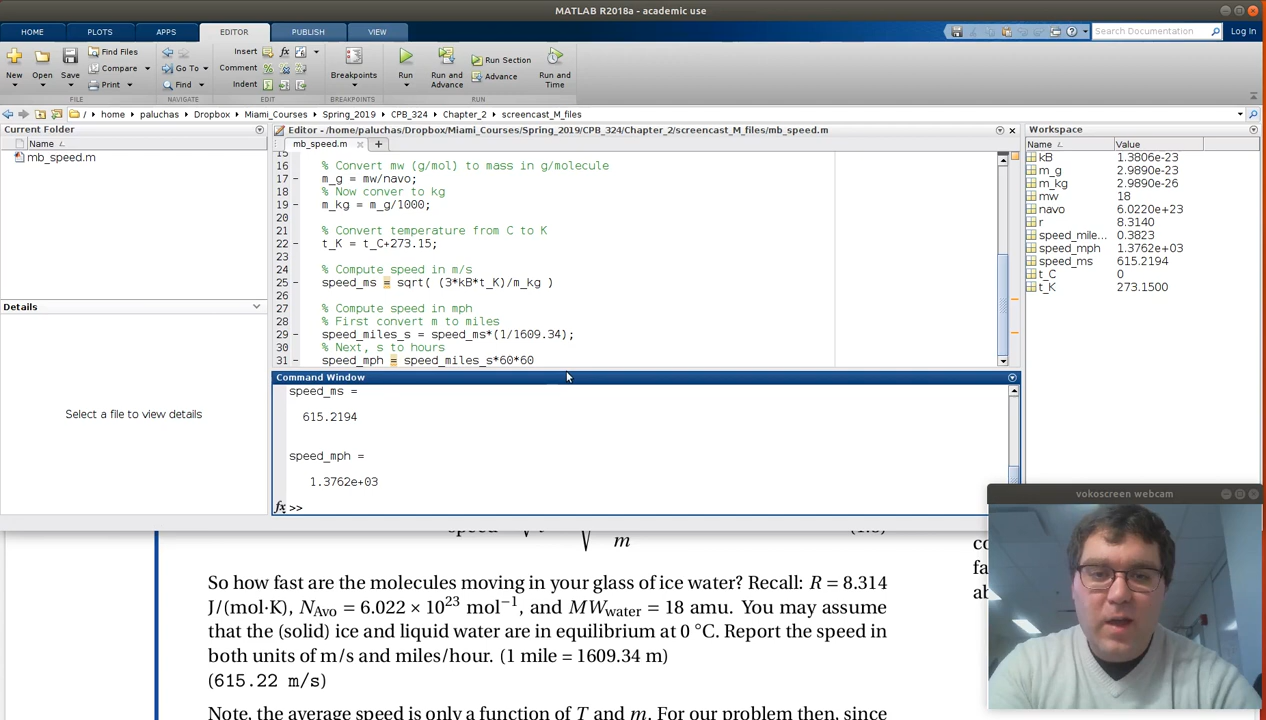 MATLAB R2018a - academic use
HOME PLOTS APPS EDITOR PUBLISH VIEW Search Documentation Log In
New Open Save Find Files Compare Print Go To Find Insert Comment Indent fx Breakpoints Run Run and Advance Run Section Advance Run and Time
FILE NAVIGATE EDIT BREAKPOINTS RUN
/ home paluchas Dropbox Miami_Courses Spring_2019 CPB_324 Chapter_2 screencast_M_files
Current Folder
Name
mb_speed.m
Details
Select a file to view details
Editor - /home/paluchas/Dropbox/Miami_Courses/Spring_2019/CPB_324/Chapter_2/screencast_M_files/mb_speed.m
mb_speed.m
15
16 % Convert mw (g/mol) to mass in g/molecule
17 m_g = mw/navo;
18 % Now conver to kg
19 m_kg = m_g/1000;
20
21 % Convert temperature from C to K
22 t_K = t_C+273.15;
23
24 % Compute speed in m/s
25 speed_ms = sqrt( (3*kB*t_K)/m_kg )
26
27 % Compute speed in mph
28 % First convert m to miles
29 speed_miles_s = speed_ms*(1/1609.34);
30 % Next, s to hours
31 speed_mph = speed_miles_s*60*60
Command Window
speed_ms =
615.2194
speed_mph =
1.3762e+03
fx >>
Workspace
Name Value
kB 1.3806e-23
m_g 2.9890e-23
m_kg 2.9890e-26
mw 18
navo 6.0220e+23
r 8.3140
speed_mile... 0.3823
speed_mph 1.3762e+03
speed_ms 615.2194
t_C 0
t_K 273.1500
vokoscreen webcam
speed
m
So how fast are the molecules moving in your glass of ice water? Recall: R = 8.314
J/(mol·K), NAvo = 6.022 × 10²³ mol⁻¹, and MWwater = 18 amu. You may assume
that the (solid) ice and liquid water are in equilibrium at 0 °C. Report the speed in
both units of m/s and miles/hour. (1 mile = 1609.34 m)
(615.22 m/s)
Note, the average speed is only a function of T and m. For our problem then, since